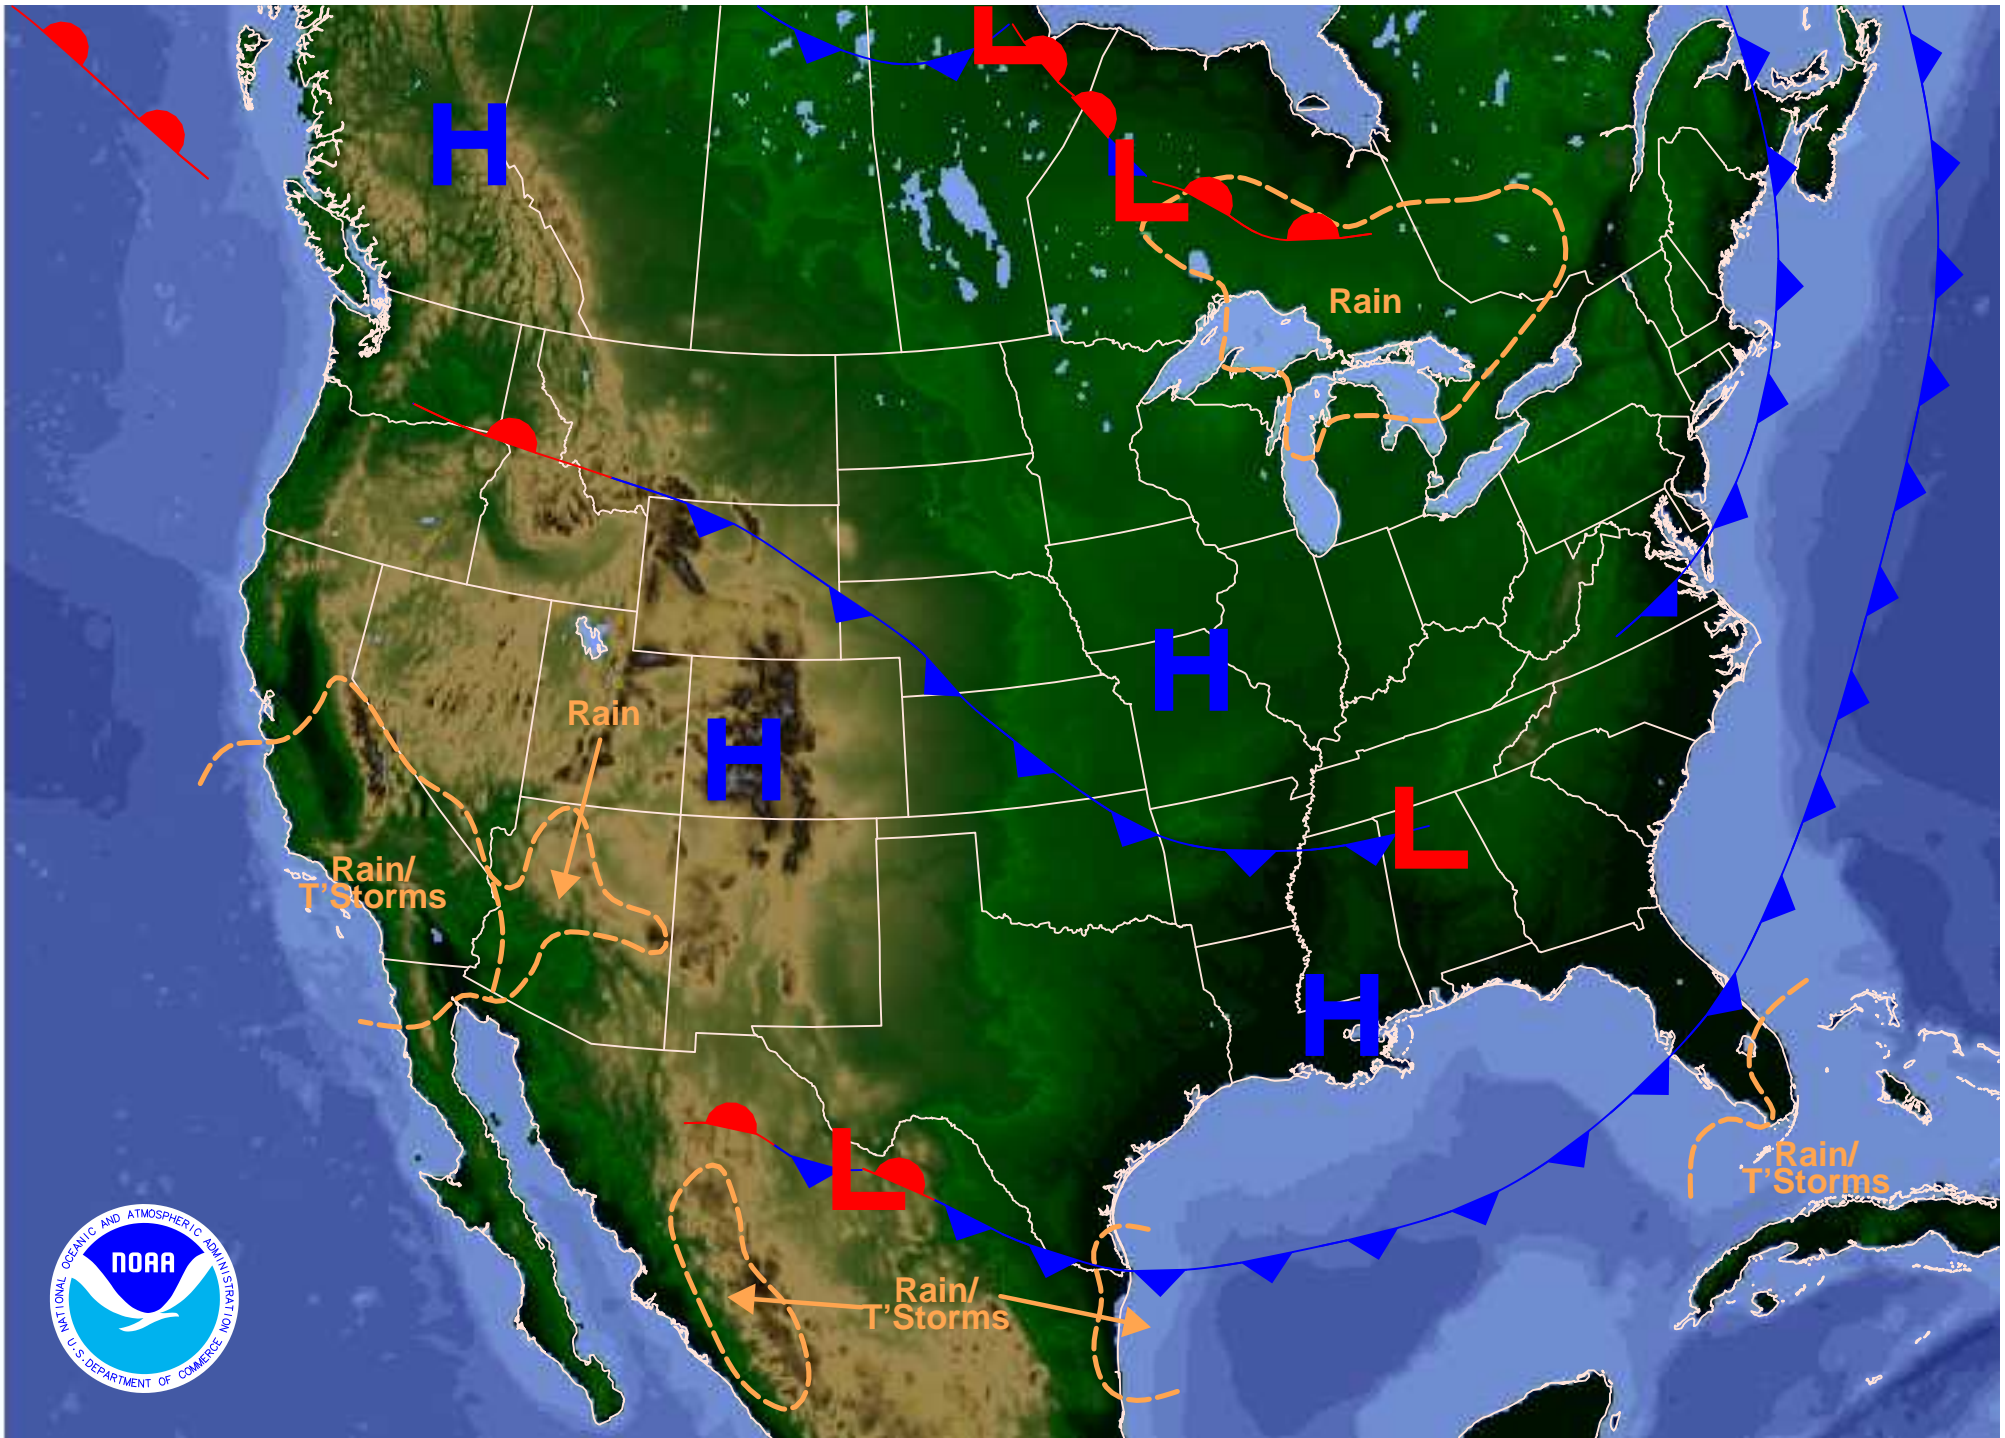 L
H
L
Rain
H
Rain
H
L
Rain/
T'Storms
H
L
Rain/
T'Storms
Rain/
T'Storms
NATIONAL OCEANIC AND ATMOSPHERIC ADMINISTRATION
NOAA
U.S. DEPARTMENT OF COMMERCE